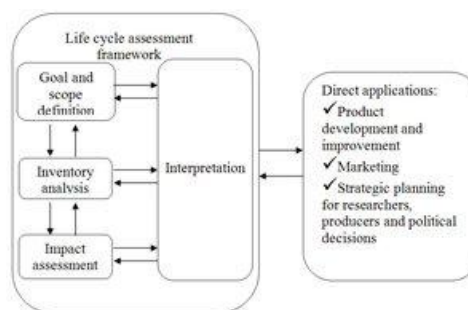 Life cycle assessment
framework
Goal and
scope
definition
Inventory
analysis
Impact
assessment
Interpretation
Direct applications:
✓Product
development and
improvement
✓Marketing
✓Strategic planning
for researchers,
producers and political
decisions